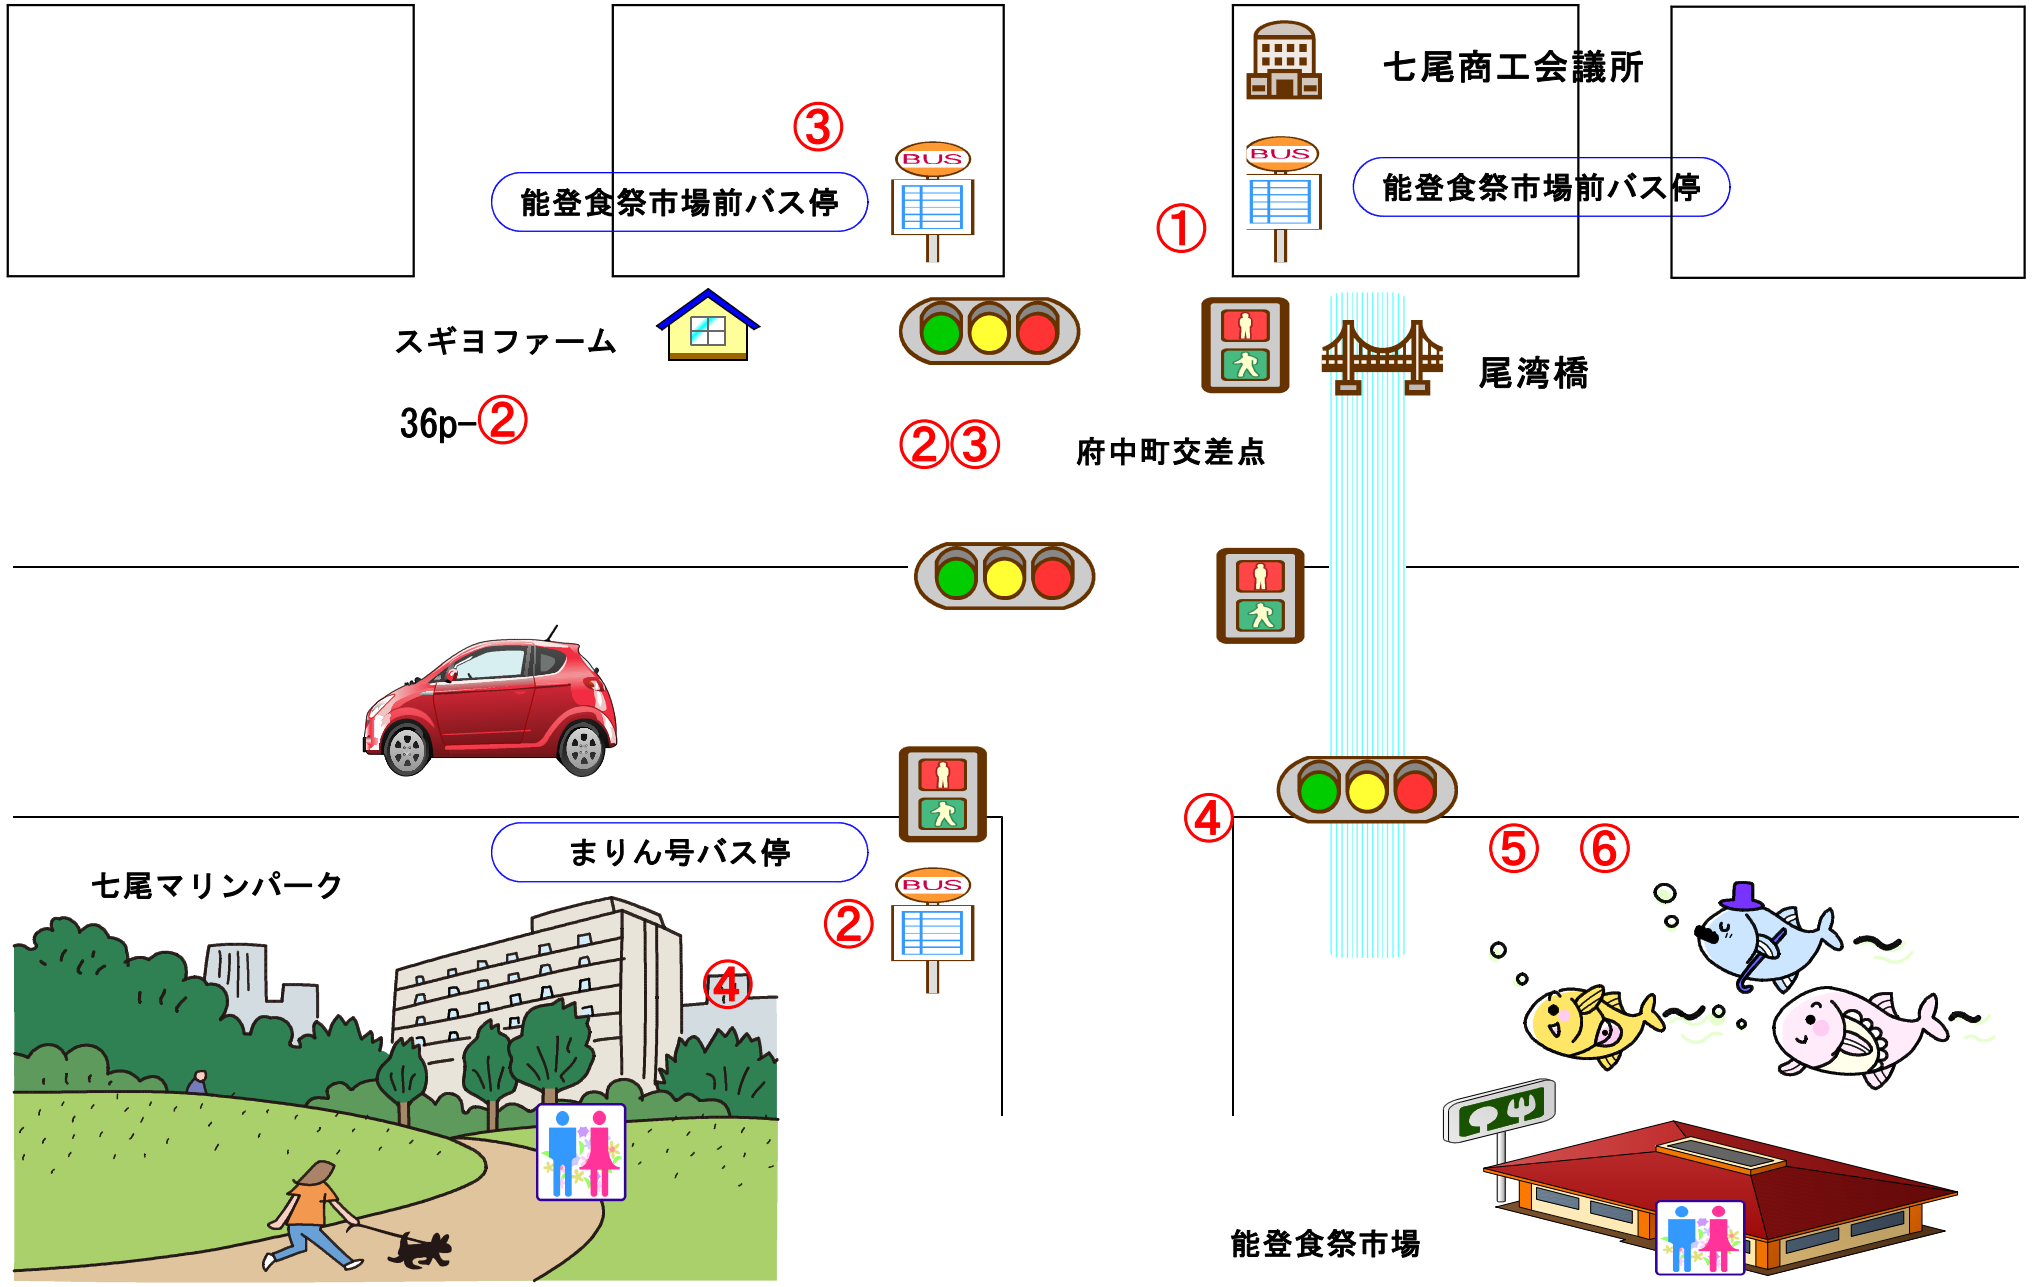 七尾商工会議所
③
BUS
BUS
能登食祭市場前バス停
能登食祭市場前バス停
①
スギヨファーム
尾湾橋
36p-②
②③
府中町交差点
④
まりん号バス停
⑤
⑥
七尾マリンパーク
BUS
②
④
能登食祭市場